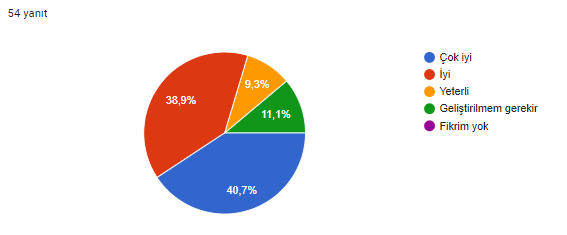 54 yanıt
Çok iyi
İyi
Yeterli
Geliştirilmem gerekir
Fikrim yok
9,3%
38,9%
11,1%
40,7%